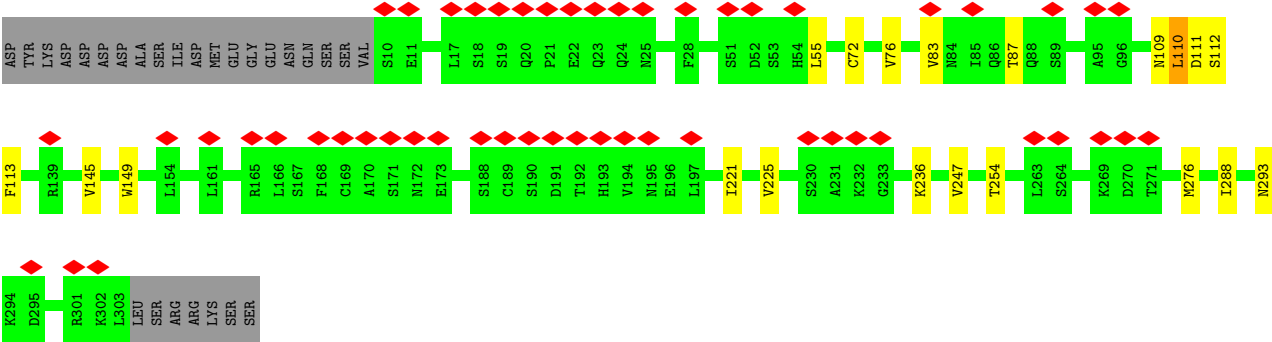 ASP TYR LYS ASP ASP ASP ASP ALA SER ILE ASP MET GLU GLY GLU ASN GLN SER SER VAL S10 E11 L17 S18 S19 Q20 P21 E22 Q23 Q24 N25 F28 S51 D52 S53 H54 L55 C72 V76 V83 N84 I85 Q86 T87 Q88 S89 A95 G96 N109 L110 D111 S112
F113 R139 V145 W149 L154 L161 R165 L166 S167 F168 C169 A170 S171 N172 E173 S188 C189 S190 D191 T192 H193 V194 N195 E196 L197 I221 V225 S230 A231 K232 G233 K236 V247 T254 L263 S264 K269 D270 T271 M276 I288 N293
K294 D295 R301 K302 L303 LEU SER ARG ARG LYS SER SER